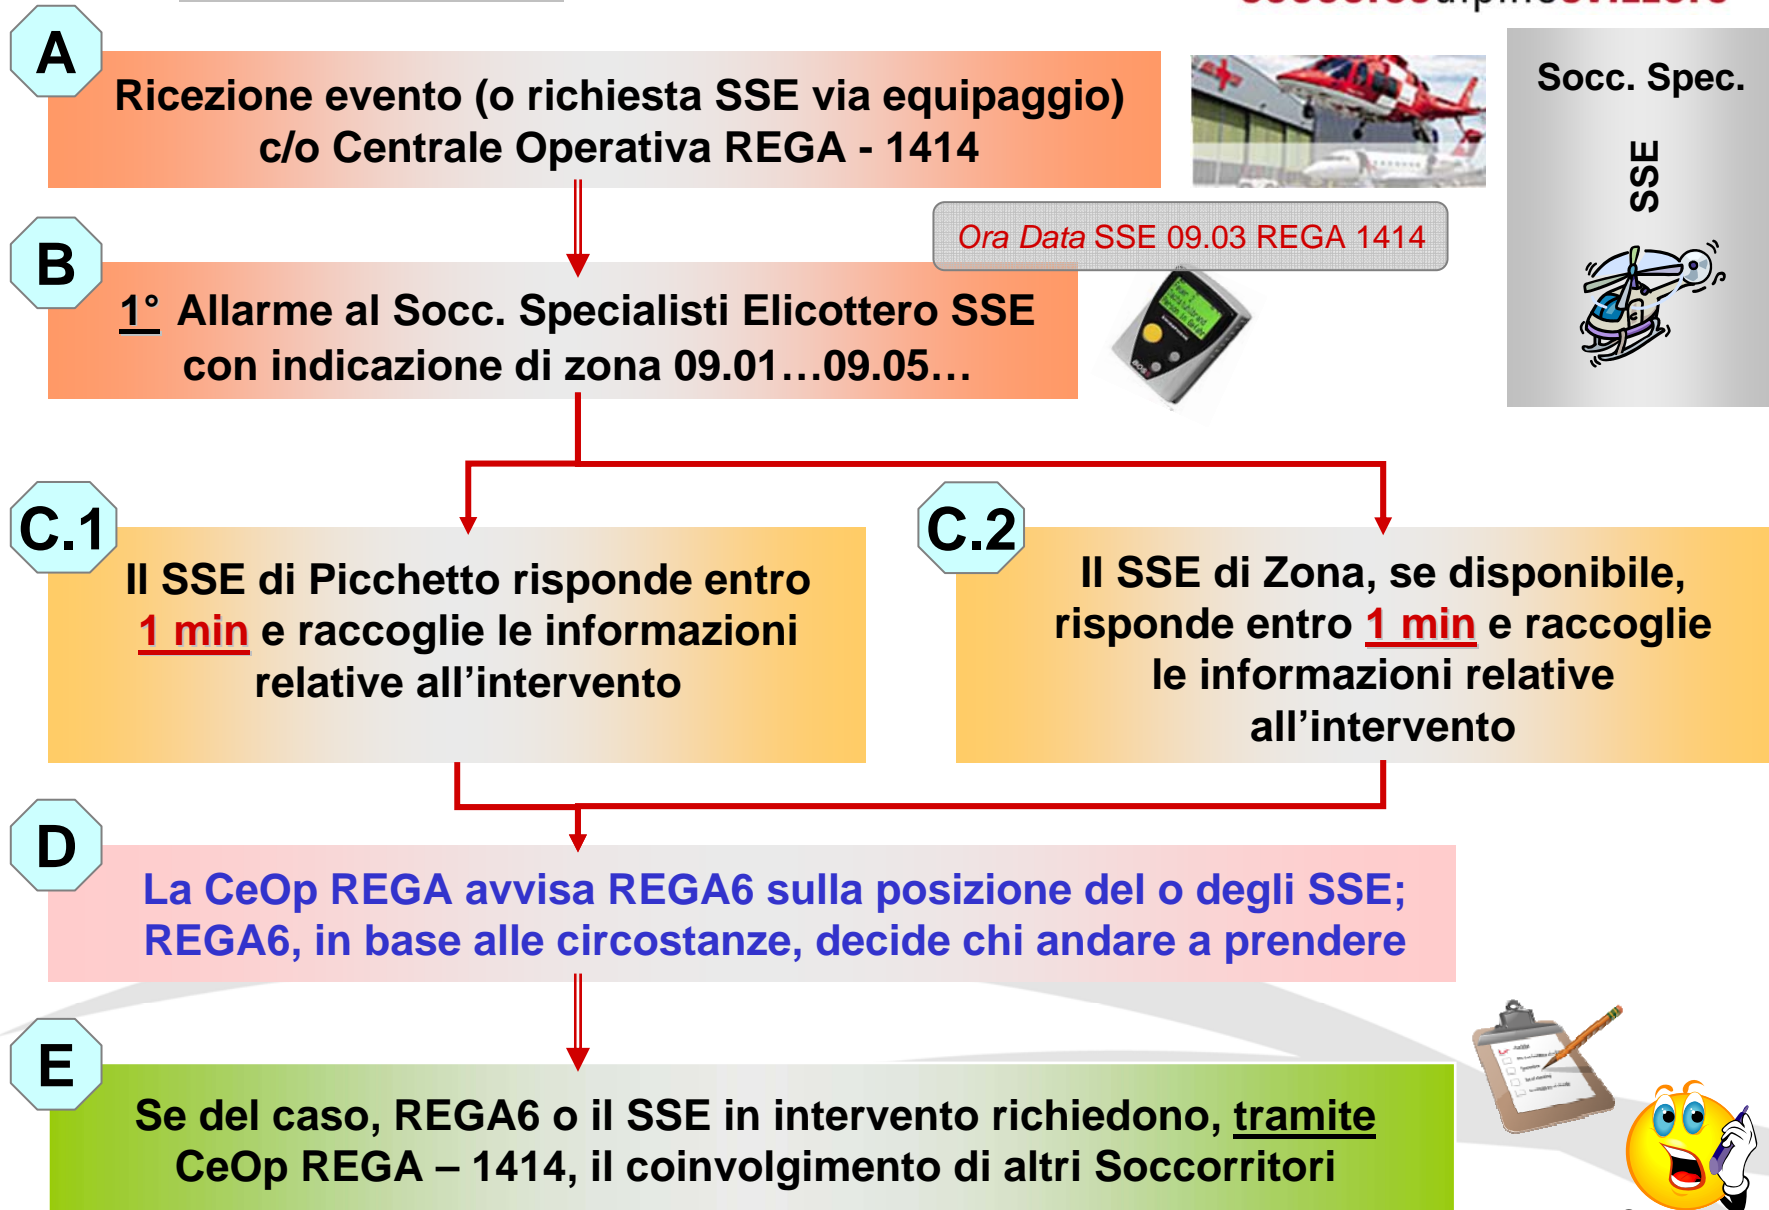 A
Ricezione evento (o richiesta SSE via equipaggio)
c/o Centrale Operativa REGA - 1414
Socc. Spec.
SSE
Ora Data SSE 09.03 REGA 1414
B
1° Allarme al Socc. Specialisti Elicottero SSE
con indicazione di zona 09.01…09.05…
C.1
Il SSE di Picchetto risponde entro
1 min e raccoglie le informazioni
relative all’intervento
C.2
Il SSE di Zona, se disponibile,
risponde entro 1 min e raccoglie
le informazioni relative
all’intervento
D
La CeOp REGA avvisa REGA6 sulla posizione del o degli SSE;
REGA6, in base alle circostanze, decide chi andare a prendere
E
Se del caso, REGA6 o il SSE in intervento richiedono, tramite
CeOp REGA – 1414, il coinvolgimento di altri Soccorritori